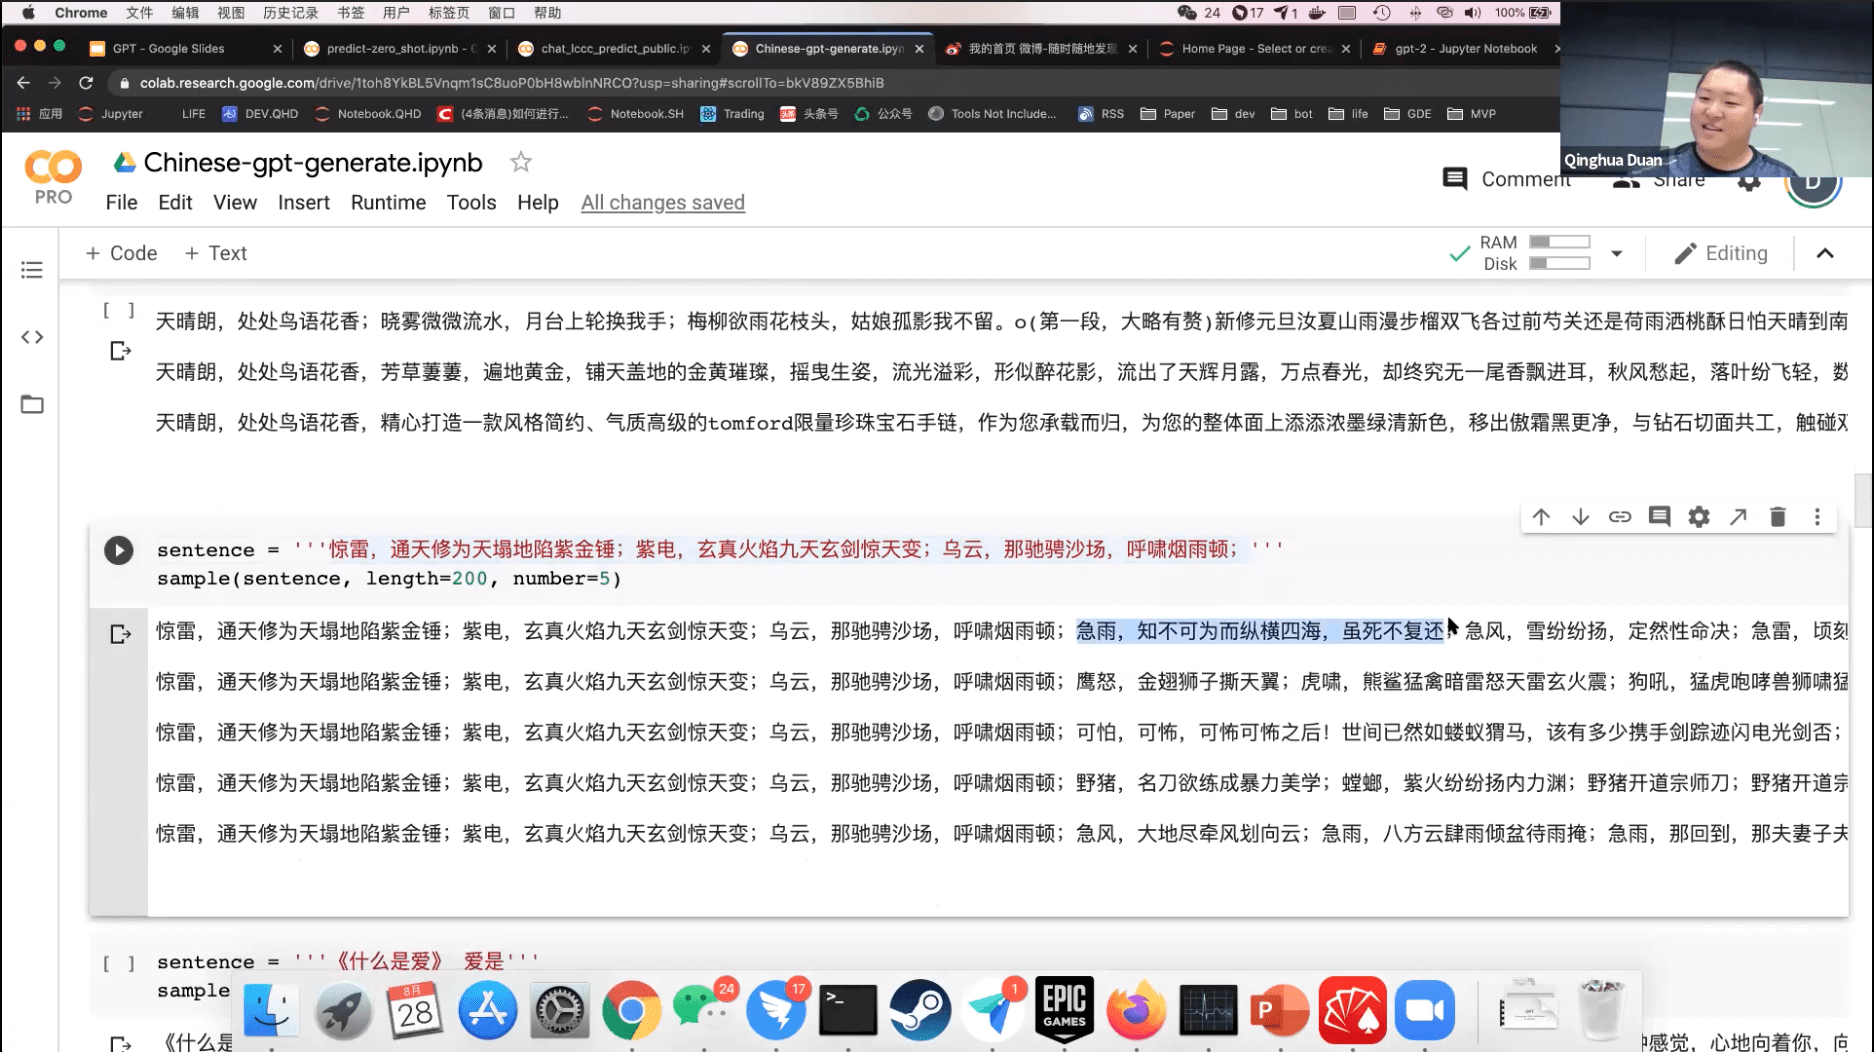 Chrome 文件 编辑 视图 历史记录 书签 用户 标签页 窗口 帮助 24 17 1 100%
GPT - Google Slides predict-zero_shot.ipynb - C chat_lccc_predict_public.ip Chinese-gpt-generate.ipyn 我的首页 微博-随时随地发现 Home Page - Select or crea gpt-2 - Jupyter Notebook
colab.research.google.com/drive/1toh8YkBL5Vnqm1sC8uoP0bH8wblnNRCO?usp=sharing#scrollTo=bkV89ZX5BhiB
应用 Jupyter LIFE DEV.QHD Notebook.QHD (4条消息)如何进行... Notebook.SH Trading 头条号 公众号 Tools Not Include... RSS Paper dev bot life GDE MVP
Qinghua Duan
CO PRO
Chinese-gpt-generate.ipynb
Comment Share D
File Edit View Insert Runtime Tools Help All changes saved
+ Code + Text
RAM
Disk
Editing
[ ]
天晴朗，处处鸟语花香；晓雾微微流水，月台上轮换我手；梅柳欲雨花枝头，姑娘孤影我不留。o(第一段，大略有赘)新修元旦汝夏山雨漫步榴双飞各过前芍关还是荷雨洒桃酥日怕天晴到南
天晴朗，处处鸟语花香，芳草萋萋，遍地黄金，铺天盖地的金黄璀璨，摇曳生姿，流光溢彩，形似醉花影，流出了天辉月露，万点春光，却终究无一尾香飘进耳，秋风愁起，落叶纷飞轻，数
天晴朗，处处鸟语花香，精心打造一款风格简约、气质高级的tomford限量珍珠宝石手链，作为您承载而归，为您的整体面上添添浓墨绿清新色，移出傲霜黑更净，与钻石切面共工，触碰双
sentence = '''惊雷，通天修为天塌地陷紫金锤；紫电，玄真火焰九天玄剑惊天变；乌云，那驰骋沙场，呼啸烟雨顿；'''
sample(sentence, length=200, number=5)
惊雷，通天修为天塌地陷紫金锤；紫电，玄真火焰九天玄剑惊天变；乌云，那驰骋沙场，呼啸烟雨顿；急雨，知不可为而纵横四海，虽死不复还；急风，雪纷纷扬，定然性命决；急雷，顷刻
惊雷，通天修为天塌地陷紫金锤；紫电，玄真火焰九天玄剑惊天变；乌云，那驰骋沙场，呼啸烟雨顿；鹰怒，金翅狮子撕天翼；虎啸，熊鲨猛禽暗雷怒天雷玄火震；狗吼，猛虎咆哮兽狮啸猛
惊雷，通天修为天塌地陷紫金锤；紫电，玄真火焰九天玄剑惊天变；乌云，那驰骋沙场，呼啸烟雨顿；可怕，可怖，可怖可怖之后！世间已然如蝼蚁猬马，该有多少携手剑踪迹闪电光剑否；
惊雷，通天修为天塌地陷紫金锤；紫电，玄真火焰九天玄剑惊天变；乌云，那驰骋沙场，呼啸烟雨顿；野猪，名刀欲练成暴力美学；螳螂，紫火纷纷扬内力渊；野猪开道宗师刀；野猪开道宗
惊雷，通天修为天塌地陷紫金锤；紫电，玄真火焰九天玄剑惊天变；乌云，那驰骋沙场，呼啸烟雨顿；急风，大地尽牵风划向云；急雨，八方云肆雨倾盆待雨掩；急雨，那回到，那夫妻子夫
[ ] sentence = '''《什么是爱》 爱是'''
sample
8月 28 24 17 1 EPIC GAMES P
《什么是
感觉，心地向着你，向